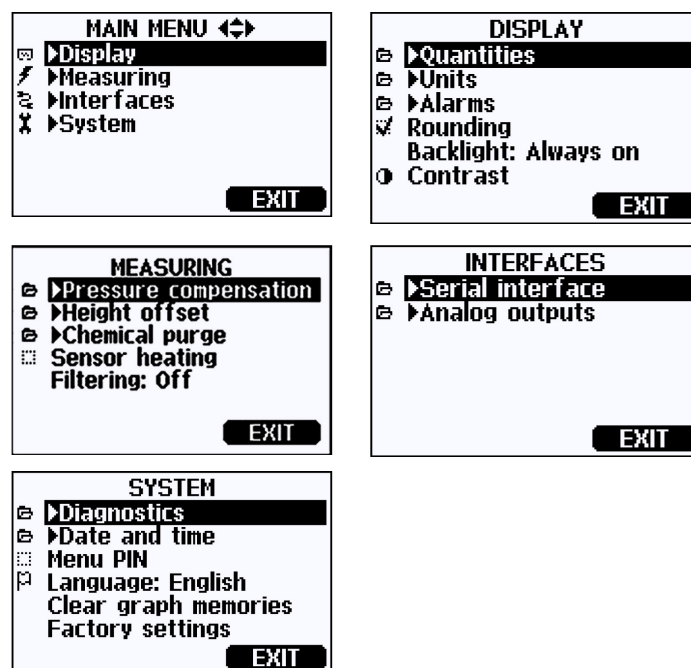 MAIN MENU
Display
Measuring
Interfaces
System
EXIT
DISPLAY
Quantities
Units
Alarms
Rounding
Backlight: Always on
Contrast
EXIT
MEASURING
Pressure compensation
Height offset
Chemical purge
Sensor heating
Filtering: Off
EXIT
INTERFACES
Serial interface
Analog outputs
EXIT
SYSTEM
Diagnostics
Date and time
Menu PIN
Language: English
Clear graph memories
Factory settings
EXIT